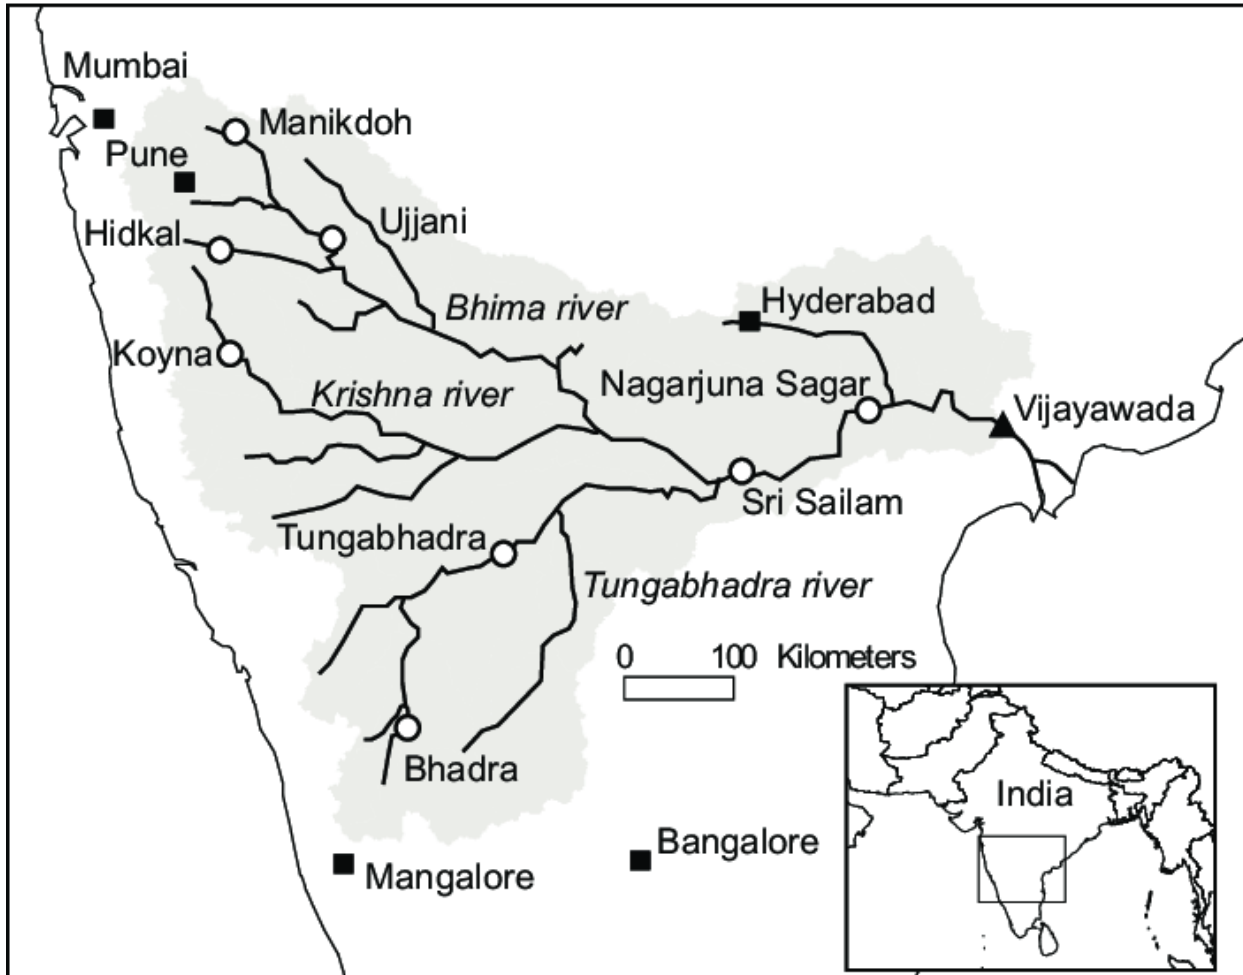 Mumbai
Manikdoh
Pune
Ujjani
Hidkal
Bhima river
Hyderabad
Koyna
Krishna river
Nagarjuna Sagar
Vijayawada
Sri Sailam
Tungabhadra
Tungabhadra river
0 100 Kilometers
Bhadra
India
Bangalore
Mangalore